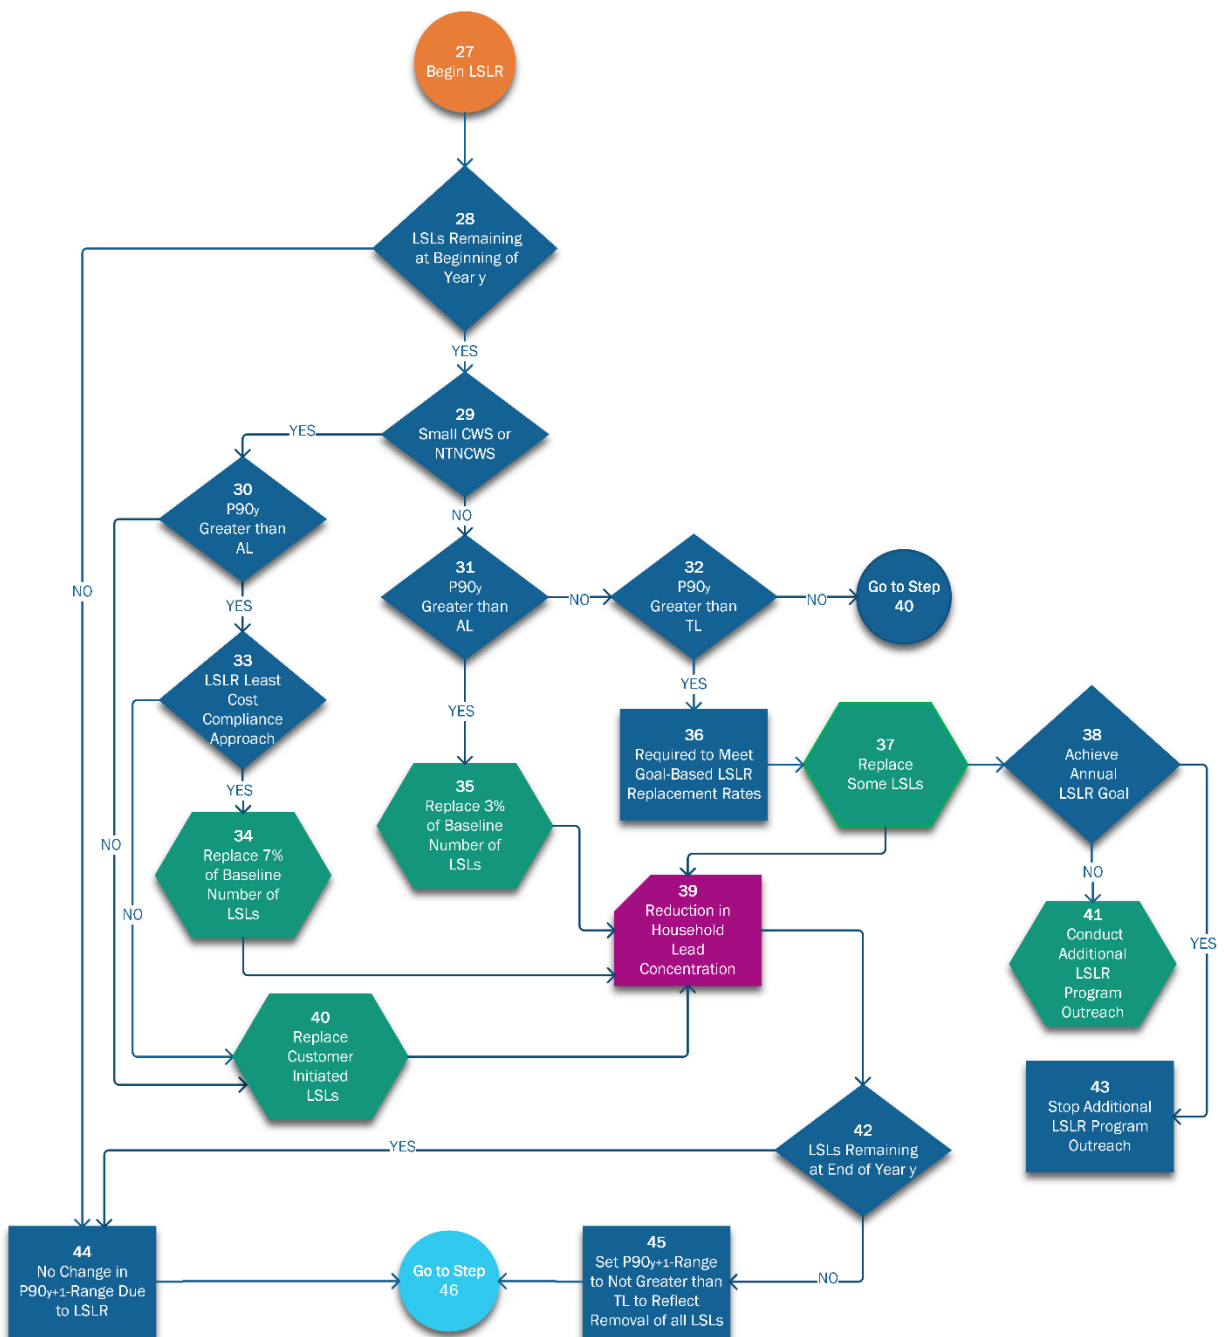 27
Begin LSLR
28
LSLs Remaining
at Beginning of
Year y
YES
29
Small CWS or
NTNCWS
YES
NO
30
P90y
Greater than
AL
31
P90y
Greater than
AL
NO
32
P90y
Greater than
TL
NO
Go to Step
40
NO
YES
YES
YES
33
LSLR Least
Cost
Compliance
Approach
36
Required to Meet
Goal-Based LSLR
Replacement Rates
37
Replace
Some LSLs
38
Achieve
Annual
LSLR Goal
YES
35
Replace 3%
of Baseline
Number of
LSLs
NO
34
Replace 7%
of Baseline
Number of
LSLs
NO
NO
39
Reduction in
Household
Lead
Concentration
41
Conduct
Additional
LSLR
Program
Outreach
YES
40
Replace
Customer
Initiated
LSLs
43
Stop Additional
LSLR Program
Outreach
42
LSLs Remaining
at End of Year y
YES
NO
44
No Change in
P90y+1-Range Due
to LSLR
Go to Step
46
45
Set P90y+1-Range
to Not Greater than
TL to Reflect
Removal of all LSLs